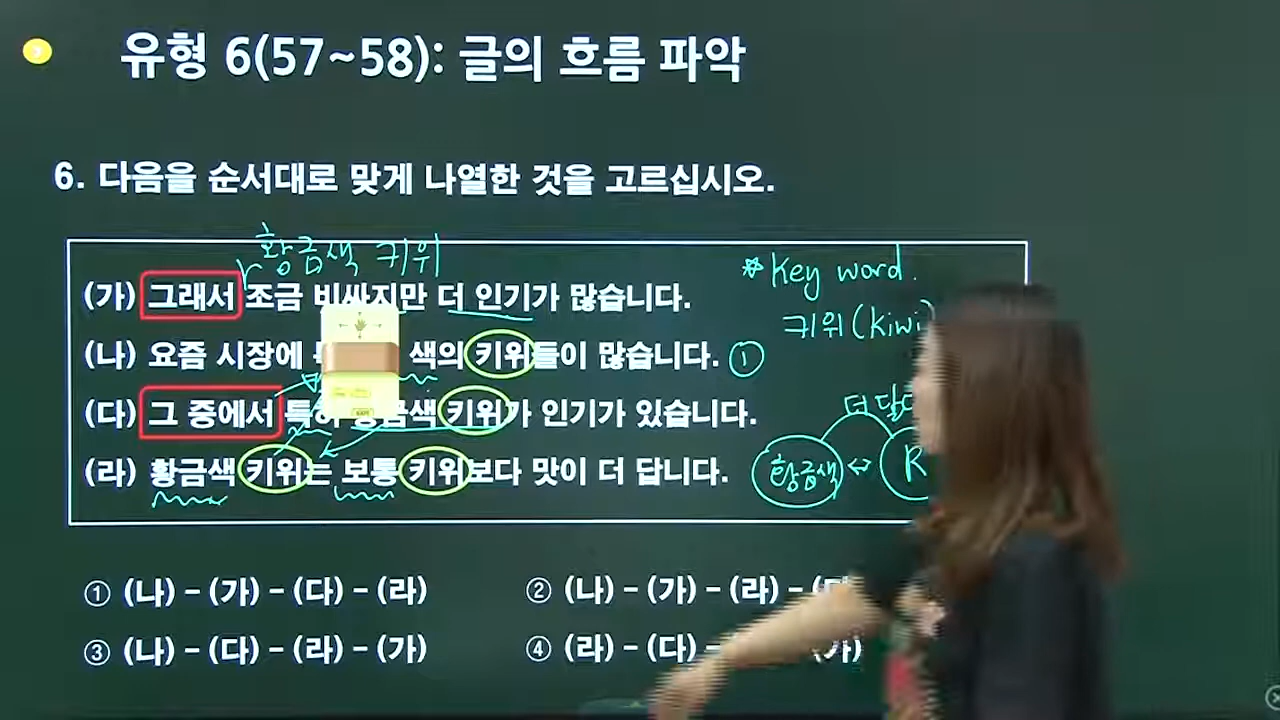 유형 6(57~58): 글의 흐름 파악
6. 다음을 순서대로 맞게 나열한 것을 고르십시오.
황금색 키위
(가) 그래서 조금 비싸지만 더 인기가 많습니다.
(나) 요즘 시장에 색의 키위들이 많습니다. ①
(다) 그 중에서 특히 황금색 키위가 인기가 있습니다.
(라) 황금색 키위는 보통 키위보다 맛이 더 답니다.
* Key word.
키위(kiwi)
더
황금색 ↔
① (나) – (가) – (다) – (라)
② (나) – (가) – (라) –
③ (나) – (다) – (라) – (가)
④ (라) – (다) – (가)